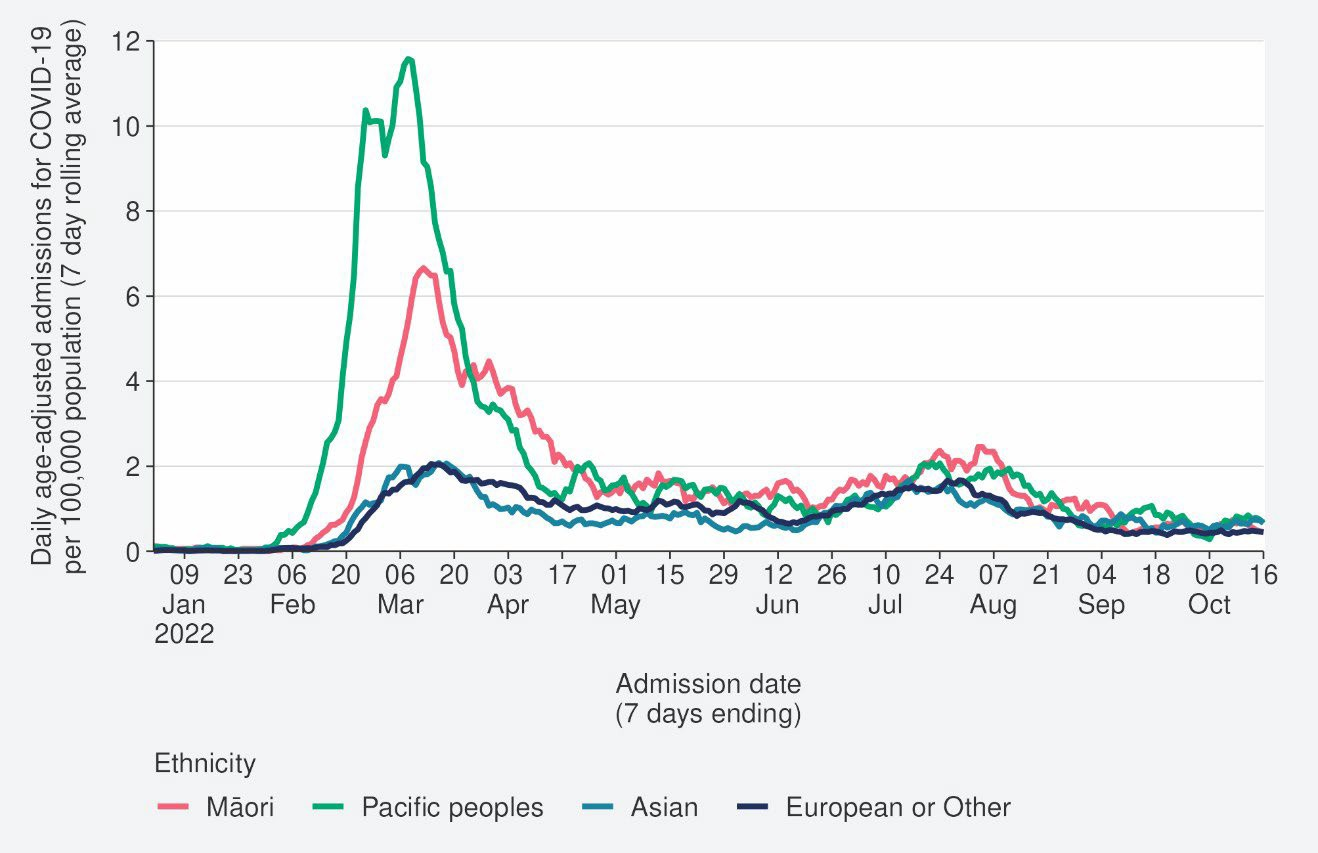 Daily age-adjusted admissions for COVID-19
per 100,000 population (7 day rolling average)
12
10
8
6
4
2
0
09 23 06 20 06 20 03 17 01 15 29 12 26 10 24 07 21 04 18 02 16
Jan Feb Mar Apr May Jun Jul Aug Sep Oct
2022
Admission date
(7 days ending)
Ethnicity
Māori Pacific peoples Asian European or Other